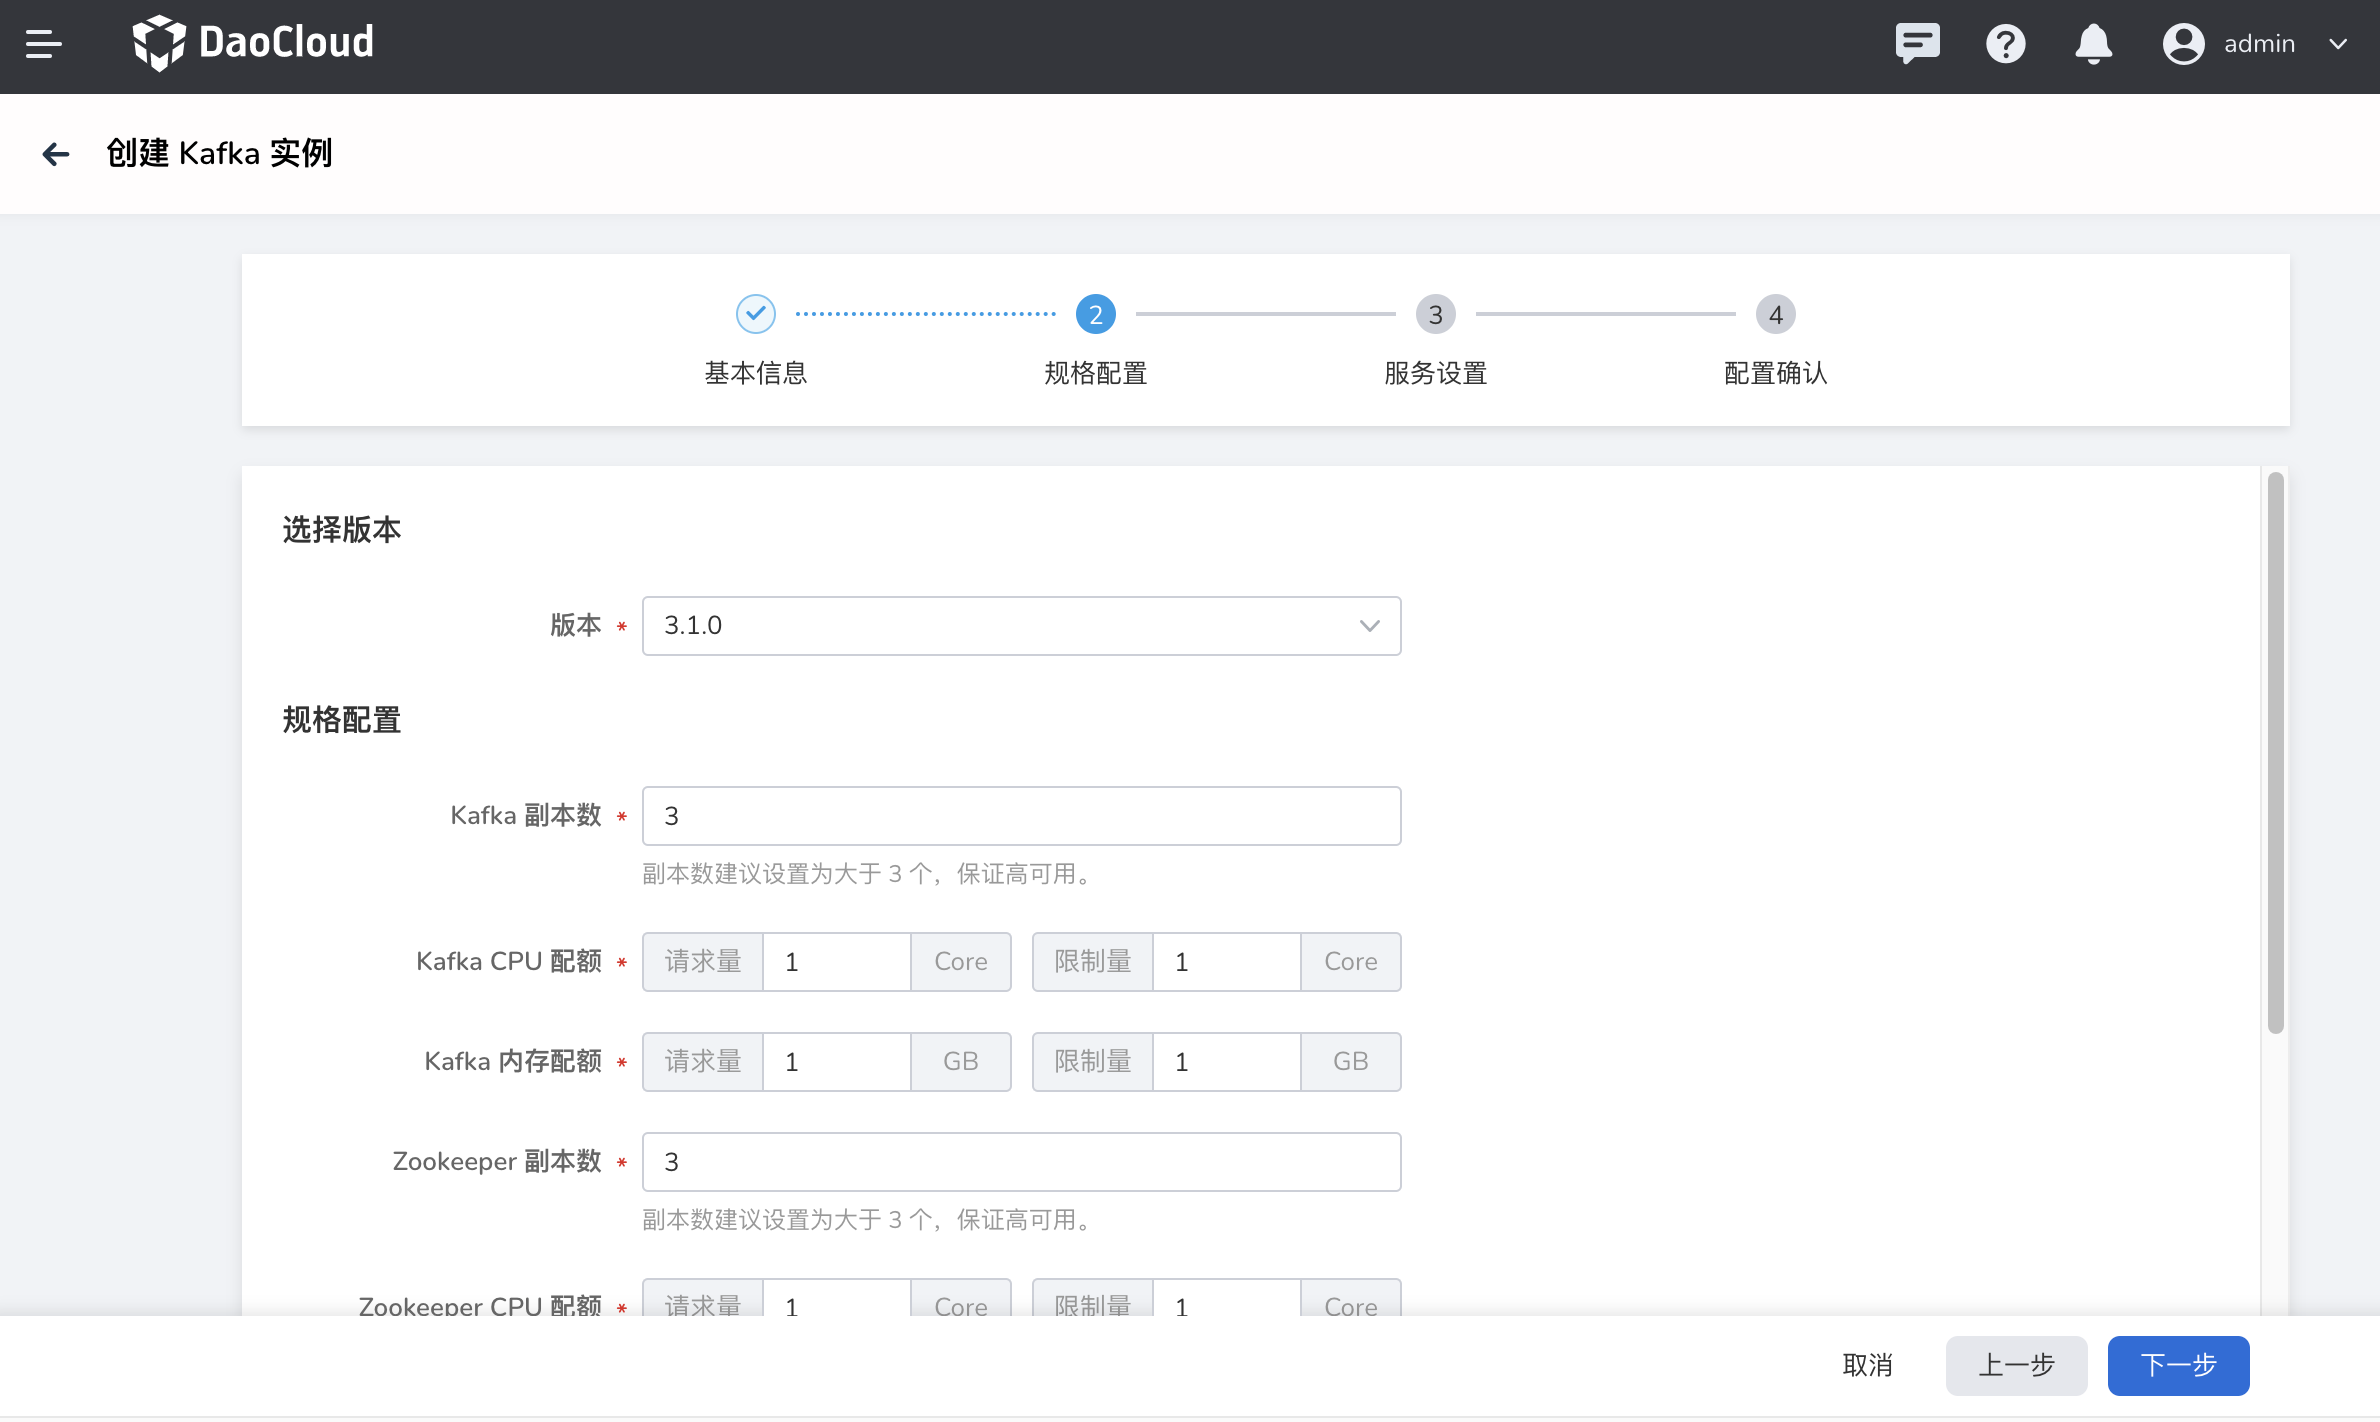 DaoCloud
admin
创建 Kafka 实例
2
3
4
基本信息
规格配置
服务设置
配置确认
选择版本
版本 * 3.1.0
规格配置
Kafka 副本数 * 3
副本数建议设置为大于 3 个，保证高可用。
Kafka CPU 配额 * 请求量 1 Core 限制量 1 Core
Kafka 内存配额 * 请求量 1 GB 限制量 1 GB
Zookeeper 副本数 * 3
副本数建议设置为大于 3 个，保证高可用。
Zookeeper CPU 配额 * 请求量 1 Core 限制量 1 Core
取消
上一步
下一步